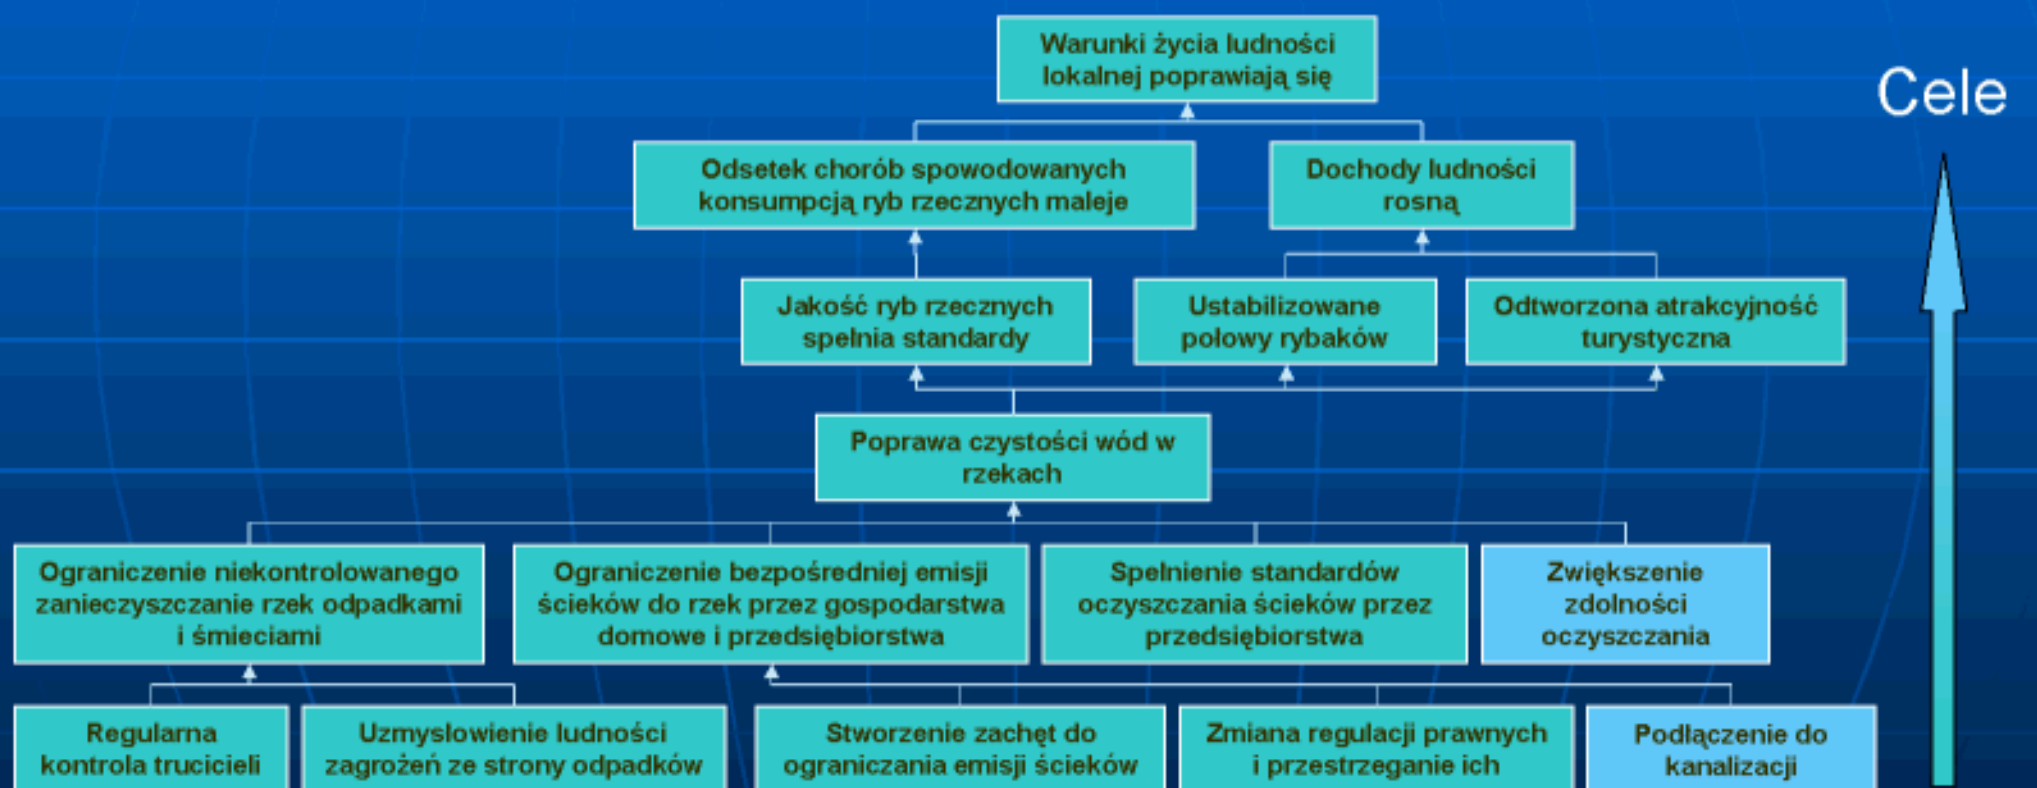 Warunki życia ludności
lokalnej poprawiają się
Cele
Odsetek chorób spowodowanych
konsumpcją ryb rzecznych maleje
Dochody ludności
rosną
Jakość ryb rzecznych
spełnia standardy
Ustabilizowane
połowy rybaków
Odtworzona atrakcyjność
turystyczna
Poprawa czystości wód w
rzekach
Ograniczenie niekontrolowanego
zanieczyszczanie rzek odpadkami
i śmieciami
Ograniczenie bezpośredniej emisji
ścieków do rzek przez gospodarstwa
domowe i przedsiębiorstwa
Spełnienie standardów
oczyszczania ścieków przez
przedsiębiorstwa
Zwiększenie
zdolności
oczyszczania
Regularna
kontrola trucicieli
Uzmysłowienie ludności
zagrożeń ze strony odpadków
Stworzenie zachęt do
ograniczania emisji ścieków
Zmiana regulacji prawnych
i przestrzeganie ich
Podłączenie do
kanalizacji